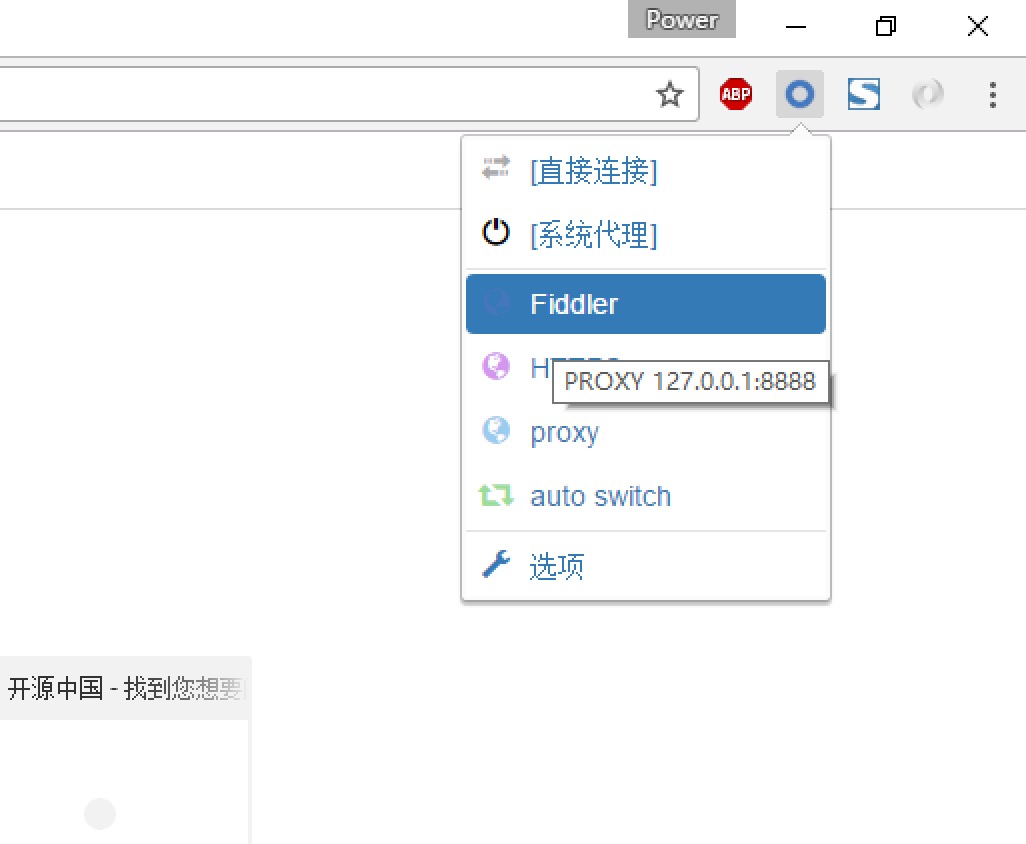 Power
ABP
[直接连接]
[系统代理]
Fiddler
PROXY 127.0.0.1:8888
proxy
auto switch
选项
开源中国 - 找到您想要